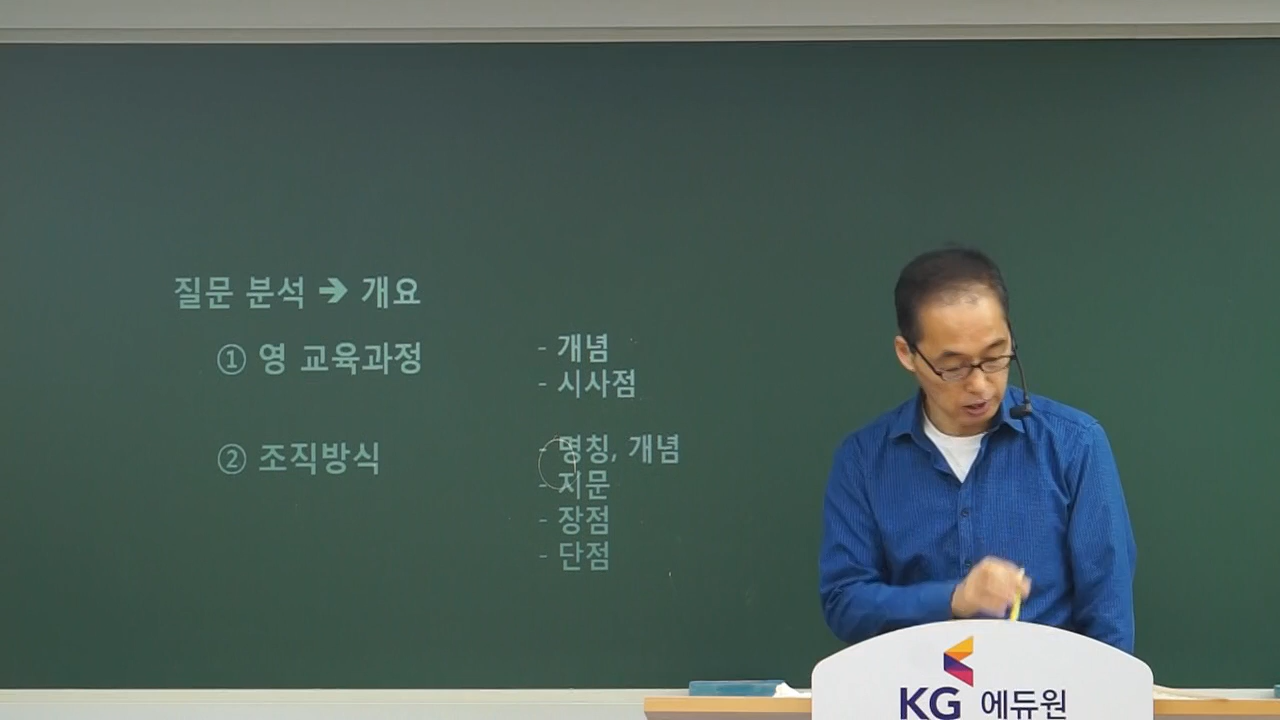 질문 분석 ➔ 개요
① 영 교육과정
- 개념
- 시사점
② 조직방식
- 명칭, 개념
- 지문
- 장점
- 단점
KG 에듀원